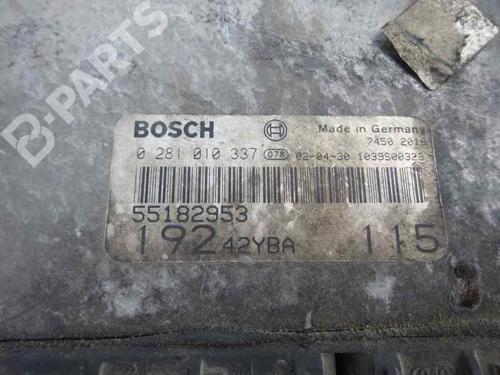 B-PARTS
BOSCH
Made in Germany
7450 2018
0 281 010 337 078 02-04-30 1039S00323
55182953
192 42YBA 115